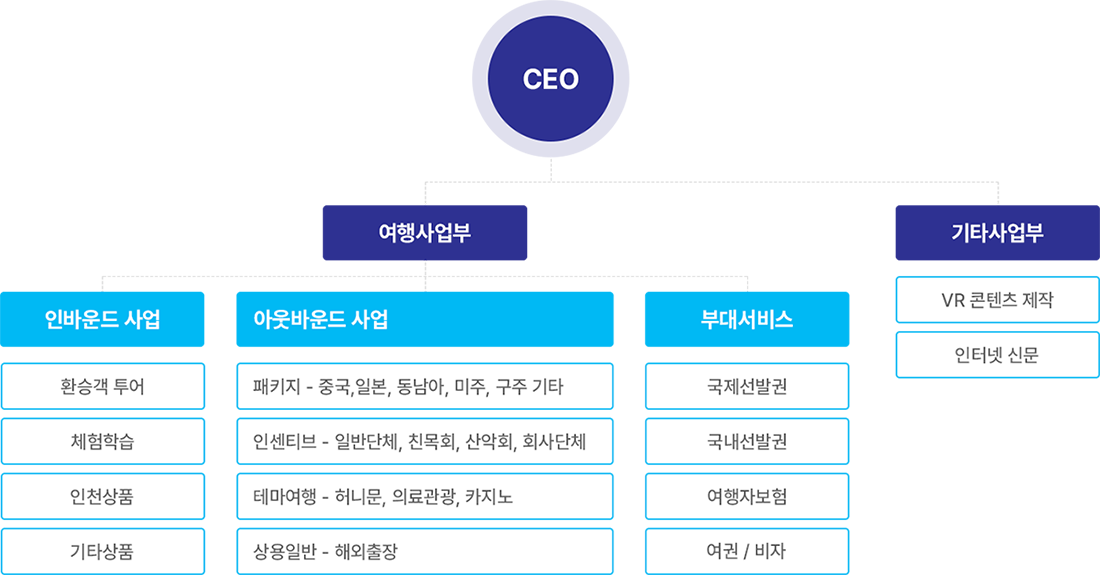 CEO
여행사업부
기타사업부
인바운드 사업
환승객 투어
체험학습
인천상품
기타상품
아웃바운드 사업
패키지 - 중국,일본, 동남아, 미주, 구주 기타
인센티브 - 일반단체, 친목회, 산악회, 회사단체
테마여행 - 허니문, 의료관광, 카지노
상용일반 - 해외출장
부대서비스
국제선발권
국내선발권
여행자보험
여권 / 비자
VR 콘텐츠 제작
인터넷 신문